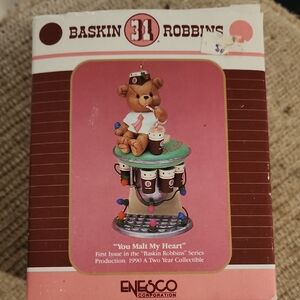 BASKIN 31 ROBBINS
"You Malt My Heart"
First Issue in the "Baskin Robbins" Series
Production 1990 A Two Year Collectible
ENESCO
CORPORATION